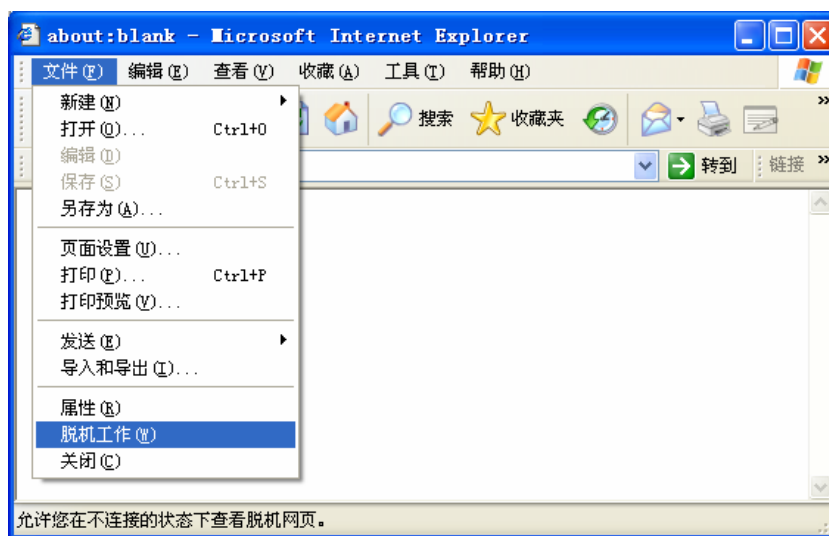 about:blank - Microsoft Internet Explorer
文件(F) 编辑(E) 查看(V) 收藏(A) 工具(T) 帮助(H)
搜索 收藏夹 »
转到 链接 »
新建(N)
打开(O)... Ctrl+O
编辑(D)
保存(S) Ctrl+S
另存为(A)...
页面设置(U)...
打印(P)... Ctrl+P
打印预览(V)...
发送(E)
导入和导出(I)...
属性(R)
脱机工作(W)
关闭(C)
允许您在不连接的状态下查看脱机网页。